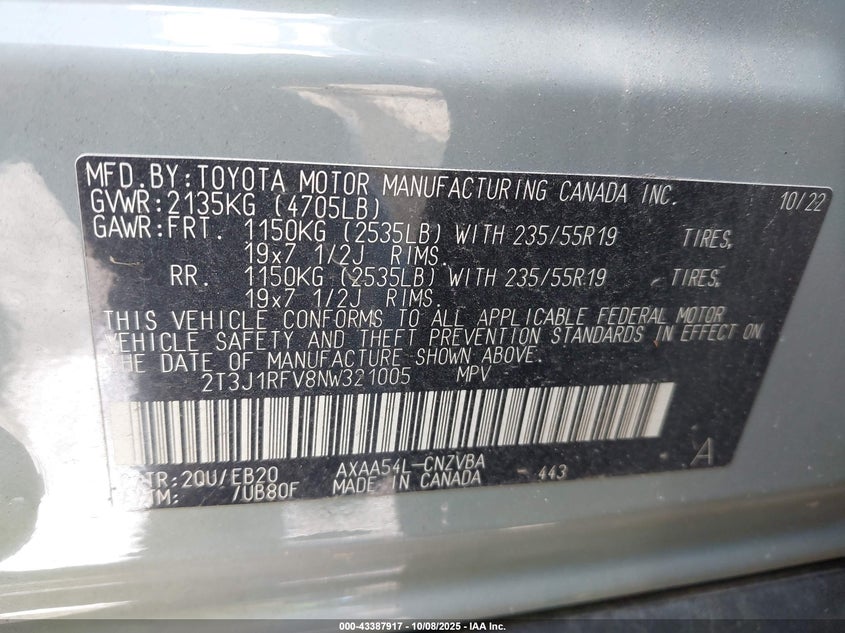 MFD.BY:TOYOTA MOTOR MANUFACTURING CANADA INC. 10/22
GVWR:2135KG (4705LB)
GAWR:FRT. 1150KG (2535LB) WITH 235/55R19 TIRES,
19x7 1/2J RIMS.
RR. 1150KG (2535LB) WITH 235/55R19 TIRES,
19x7 1/2J RIMS.
THIS VEHICLE CONFORMS TO ALL APPLICABLE FEDERAL MOTOR
VEHICLE SAFETY AND THEFT PREVENTION STANDARDS IN EFFECT ON
THE DATE OF MANUFACTURE SHOWN ABOVE.
2T3J1RFV8NW321005 MPV
A
TR:2QU/EB20 AXAA54L-CNZVBA 443
/UB80F MADE IN CANADA
000-43387917 - 10/08/2025 - IAA Inc.